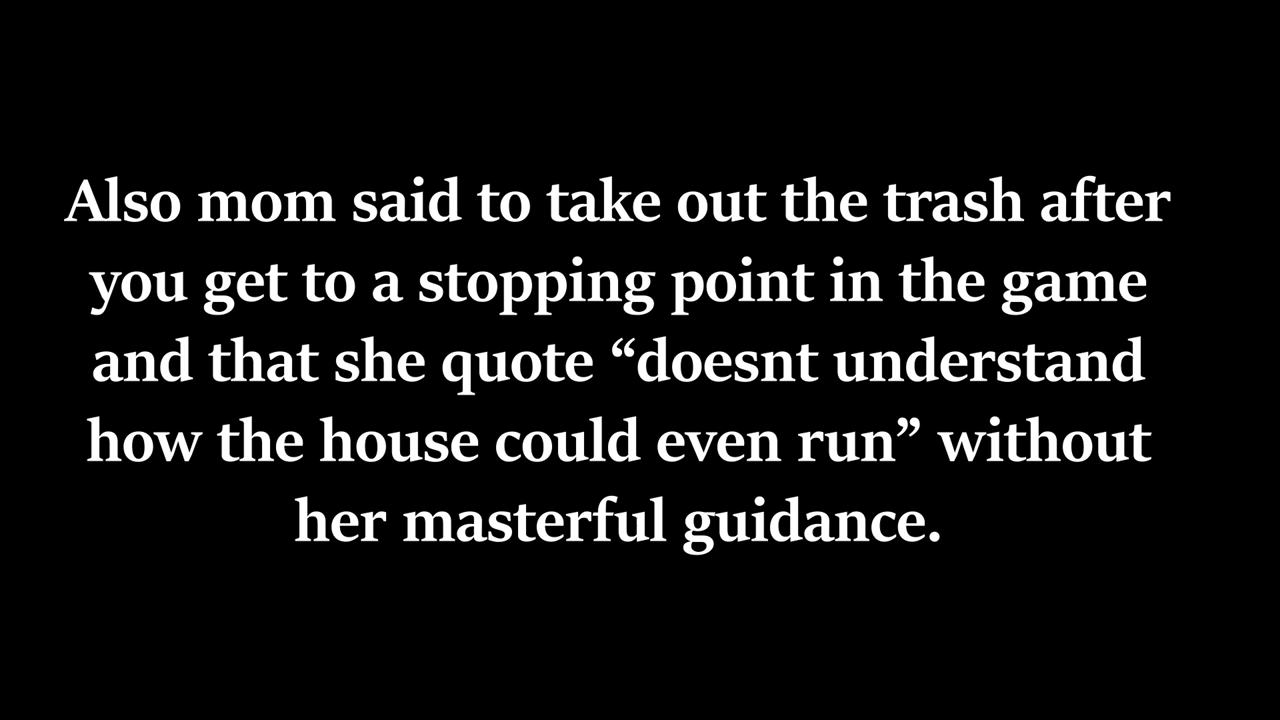 Also mom said to take out the trash after
you get to a stopping point in the game
and that she quote “doesnt understand
how the house could even run” without
her masterful guidance.